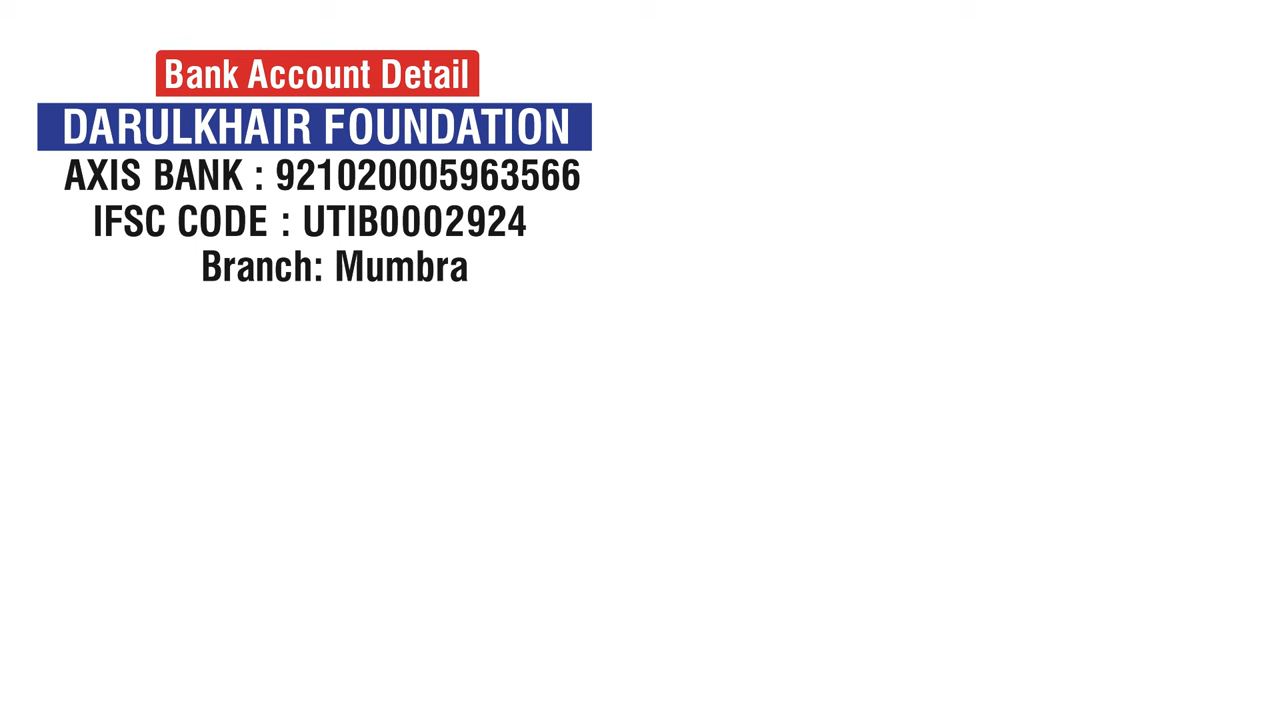 Bank Account Detail
DARULKHAIR FOUNDATION
AXIS BANK : 921020005963566
IFSC CODE : UTIB0002924
Branch: Mumbra